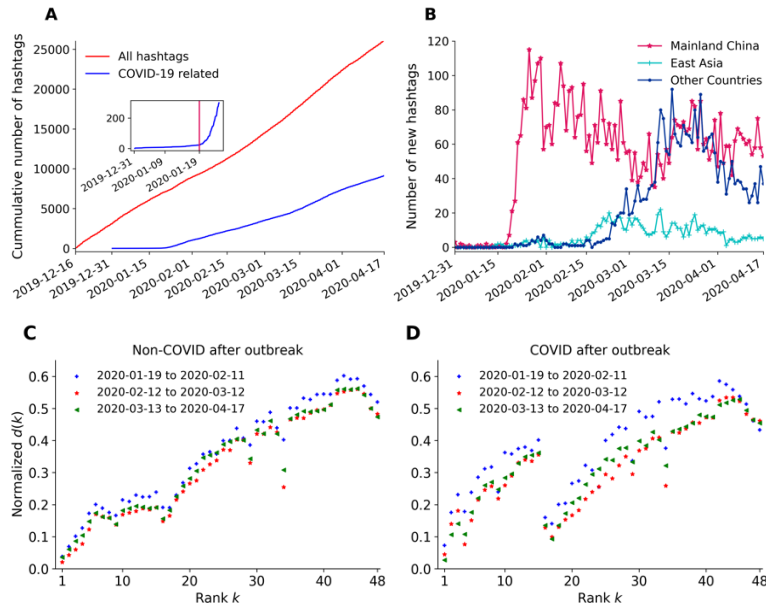 A
Cummulative number of hashtags
25000
20000
15000
10000
5000
0
All hashtags
COVID-19 related
200
0
2019-12-31
2020-01-09
2020-01-19
2019-12-16
2019-12-31
2020-01-15
2020-02-01
2020-02-15
2020-03-01
2020-03-15
2020-04-01
2020-04-17
B
Number of new hashtags
120
100
80
60
40
20
0
Mainland China
East Asia
Other Countries
2019-12-31
2020-01-15
2020-02-01
2020-02-15
2020-03-01
2020-03-15
2020-04-01
2020-04-17
C
Non-COVID after outbreak
Normalized d(k)
0.6
0.5
0.4
0.3
0.2
0.1
0.0
2020-01-19 to 2020-02-11
2020-02-12 to 2020-03-12
2020-03-13 to 2020-04-17
1 10 20 30 40 48
Rank k
D
COVID after outbreak
0.6
0.5
0.4
0.3
0.2
0.1
0.0
2020-01-19 to 2020-02-11
2020-02-12 to 2020-03-12
2020-03-13 to 2020-04-17
1 10 20 30 40 48
Rank k